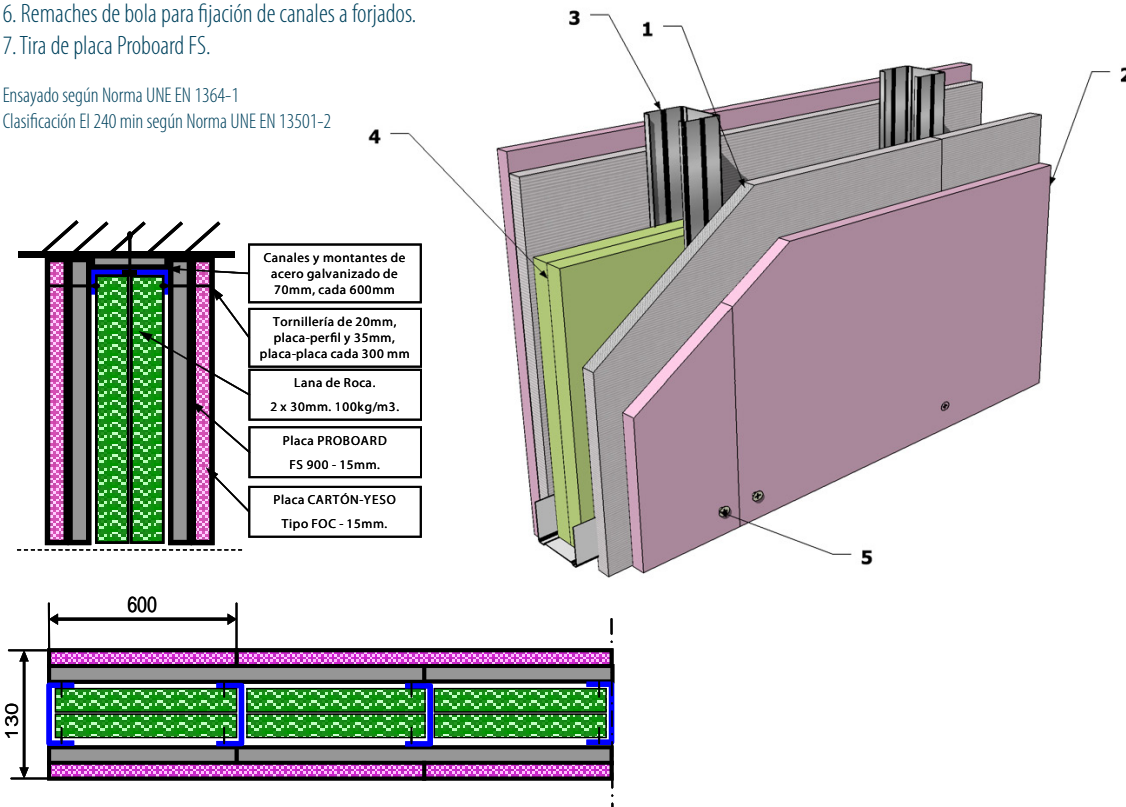 6. Remaches de bola para fijación de canales a forjados.
7. Tira de placa Proboard FS.
Ensayado según Norma UNE EN 1364-1
Clasificación EI 240 min según Norma UNE EN 13501-2
3
1
2
4
5
Canales y montantes de
acero galvanizado de
70mm, cada 600mm
Tornillería de 20mm,
placa-perfil y 35mm,
placa-placa cada 300 mm
Lana de Roca.
2 x 30mm. 100kg/m3.
Placa PROBOARD
FS 900 - 15mm.
Placa CARTÓN-YESO
Tipo FOC - 15mm.
600
130